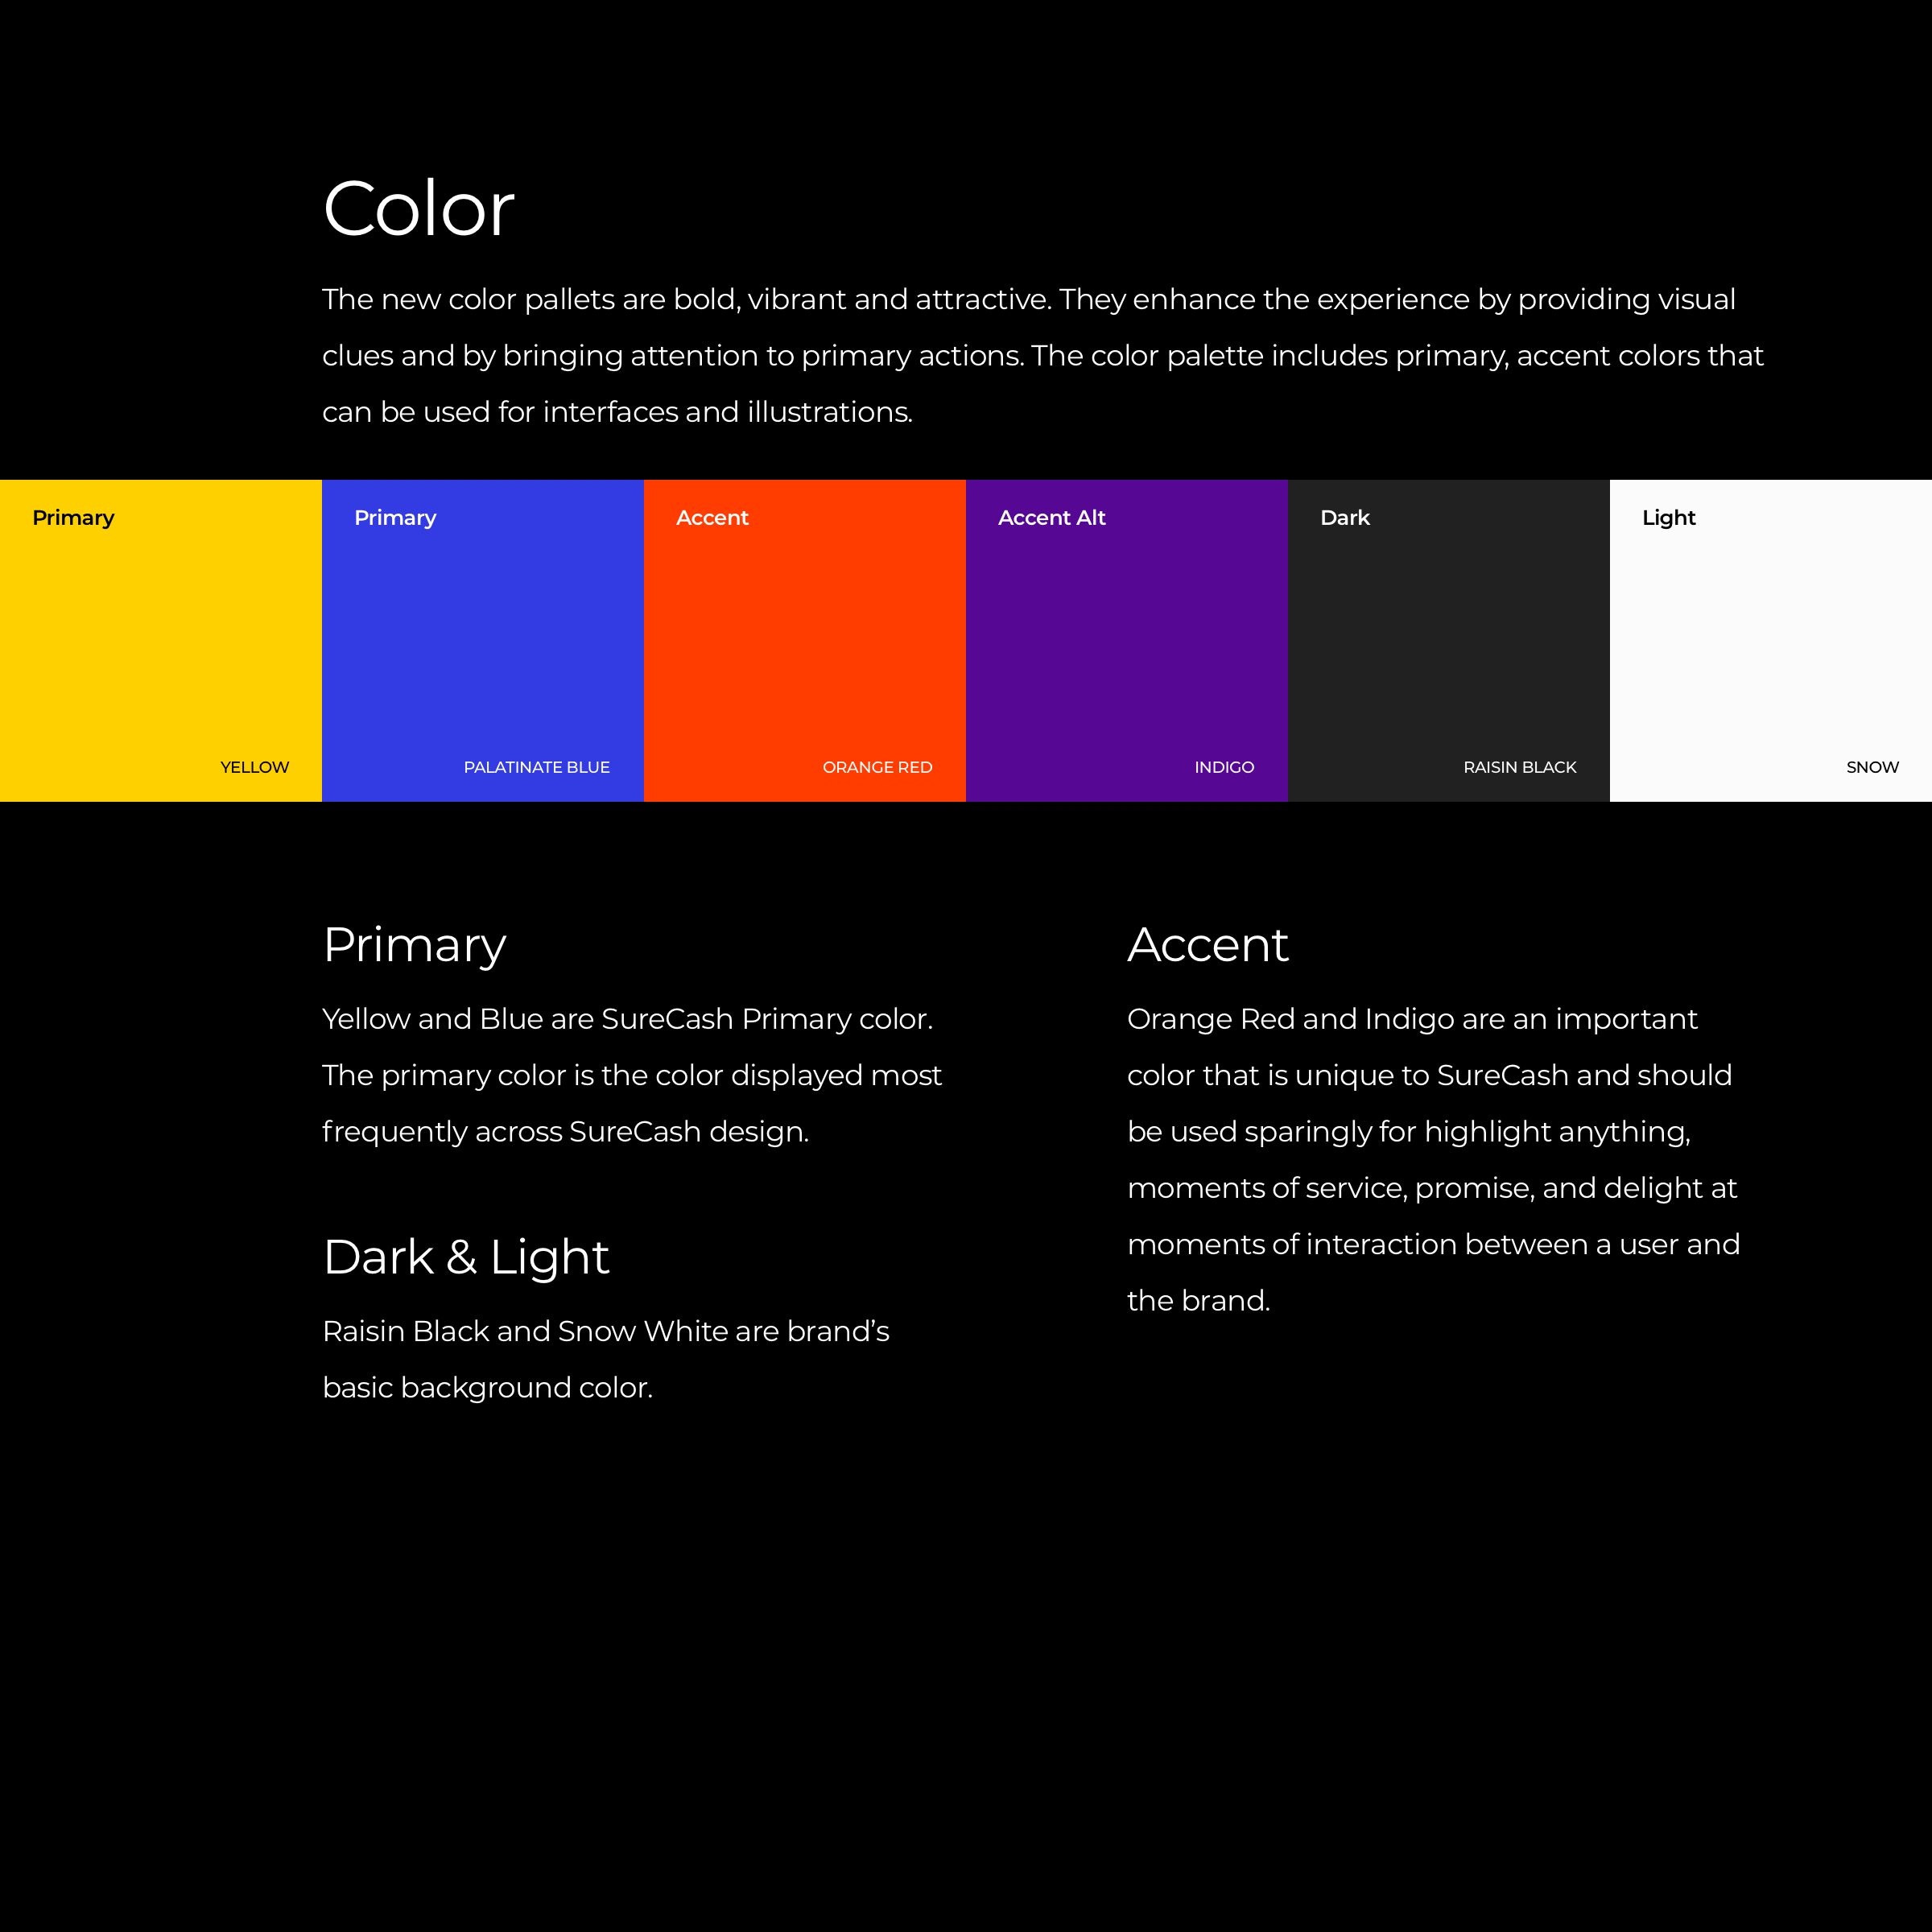 Color
The new color pallets are bold, vibrant and attractive. They enhance the experience by providing visual
clues and by bringing attention to primary actions. The color palette includes primary, accent colors that
can be used for interfaces and illustrations.
Primary
YELLOW
Primary
PALATINATE BLUE
Accent
ORANGE RED
Accent Alt
INDIGO
Dark
RAISIN BLACK
Light
SNOW
Primary
Yellow and Blue are SureCash Primary color.
The primary color is the color displayed most
frequently across SureCash design.
Dark & Light
Raisin Black and Snow White are brand’s
basic background color.
Accent
Orange Red and Indigo are an important
color that is unique to SureCash and should
be used sparingly for highlight anything,
moments of service, promise, and delight at
moments of interaction between a user and
the brand.